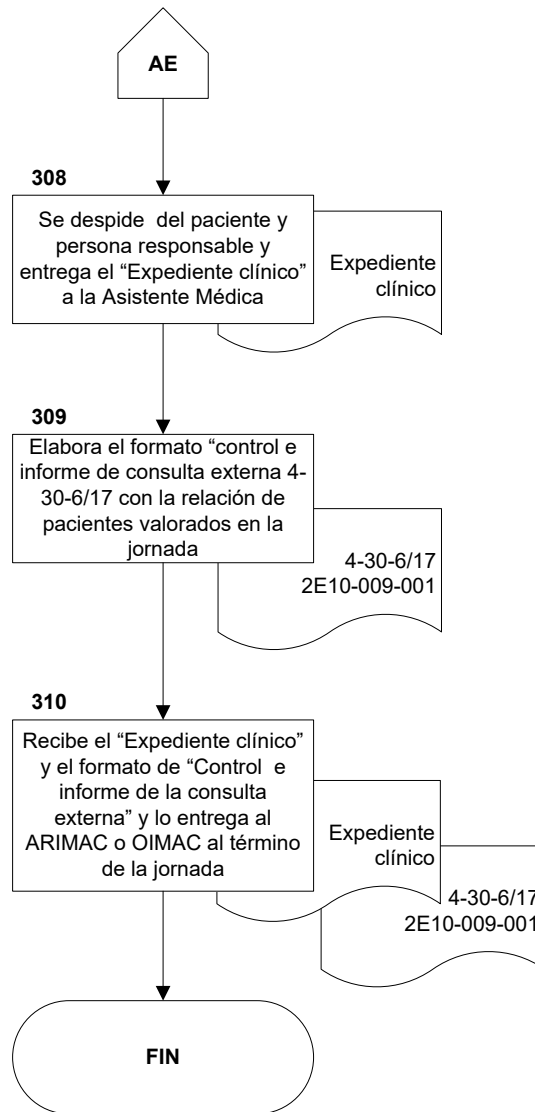 AE
308
Se despide  del paciente y
persona responsable y
entrega el “Expediente clínico”
a la Asistente Médica
Expediente
clínico
309
Elabora el formato “control e
informe de consulta externa 4-
30-6/17 con la relación de
pacientes valorados en la
jornada
4-30-6/17
2E10-009-001
310
Recibe el “Expediente clínico”
y el formato de “Control  e
informe de la consulta
externa” y lo entrega al
ARIMAC o OIMAC al término
de la jornada
Expediente
clínico
4-30-6/17
2E10-009-001
FIN